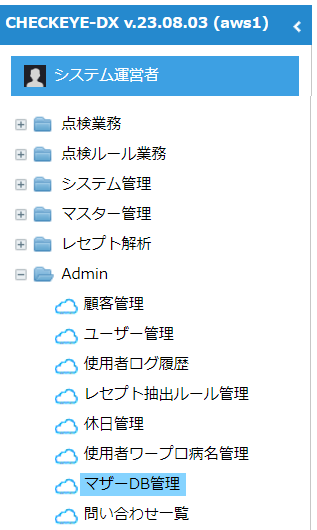 CHECKEYE-DX v.23.08.03 (aws1)
システム運営者
点検業務
点検ルール業務
システム管理
マスター管理
レセプト解析
Admin
顧客管理
ユーザー管理
使用者ログ履歴
レセプト抽出ルール管理
休日管理
使用者ワープロ病名管理
マザーDB管理
問い合わせ一覧